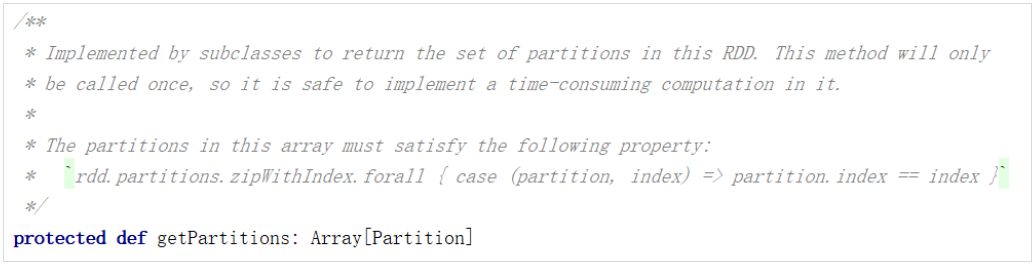 /**
 * Implemented by subclasses to return the set of partitions in this RDD. This method will only
 * be called once, so it is safe to implement a time-consuming computation in it.
 *
 * The partitions in this array must satisfy the following property:
 *   `rdd.partitions.zipWithIndex.forall { case (partition, index) => partition.index == index }`
 */
protected def getPartitions: Array[Partition]